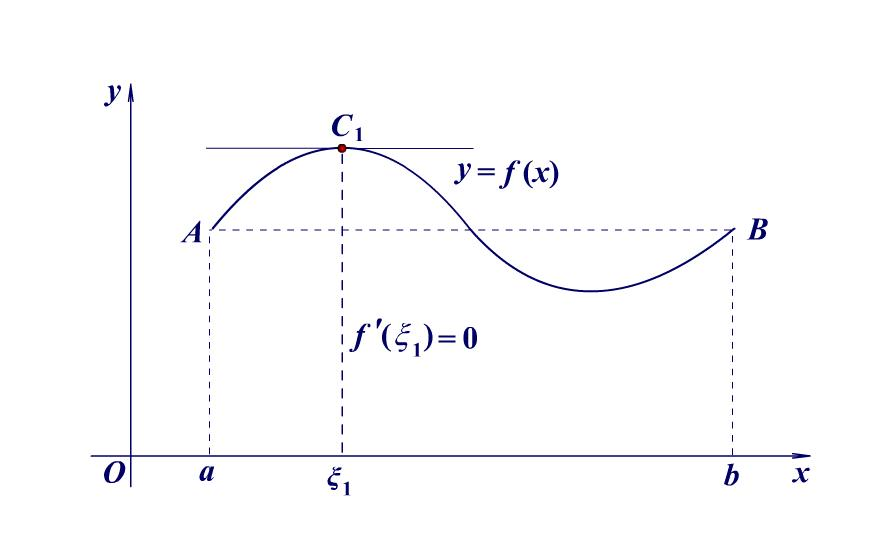 y
C₁
y = f(x)
A
B
f′(ξ₁) = 0
O
a
ξ₁
b
x